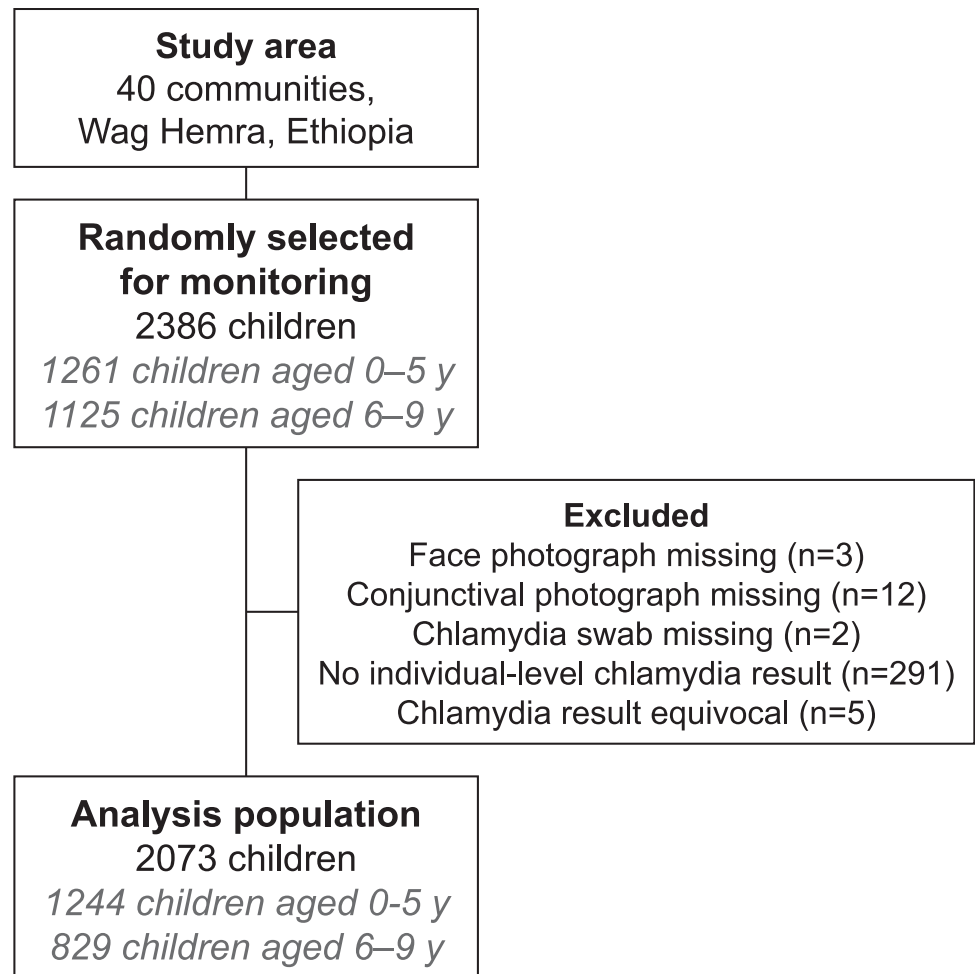 Study area
40 communities,
Wag Hemra, Ethiopia
Randomly selected
for monitoring
2386 children
1261 children aged 0–5 y
1125 children aged 6–9 y
Excluded
Face photograph missing (n=3)
Conjunctival photograph missing (n=12)
Chlamydia swab missing (n=2)
No individual-level chlamydia result (n=291)
Chlamydia result equivocal (n=5)
Analysis population
2073 children
1244 children aged 0-5 y
829 children aged 6–9 y